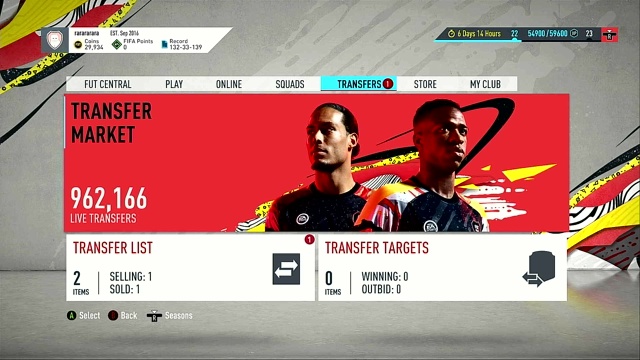 rarararara EST. Sep 2016
Coins
29,934
FIFA Points
0
Record
132-33-139
6 Days 14 Hours 22 54900/59600 23
FUT CENTRAL PLAY ONLINE SQUADS TRANSFERS 1 STORE MY CLUB
TRANSFER
MARKET
962,166
LIVE TRANSFERS
TRANSFER LIST 1
2
ITEMS
SELLING: 1
SOLD: 1
TRANSFER TARGETS
0
ITEMS
WINNING: 0
OUTBID: 0
A Select B Back R Seasons